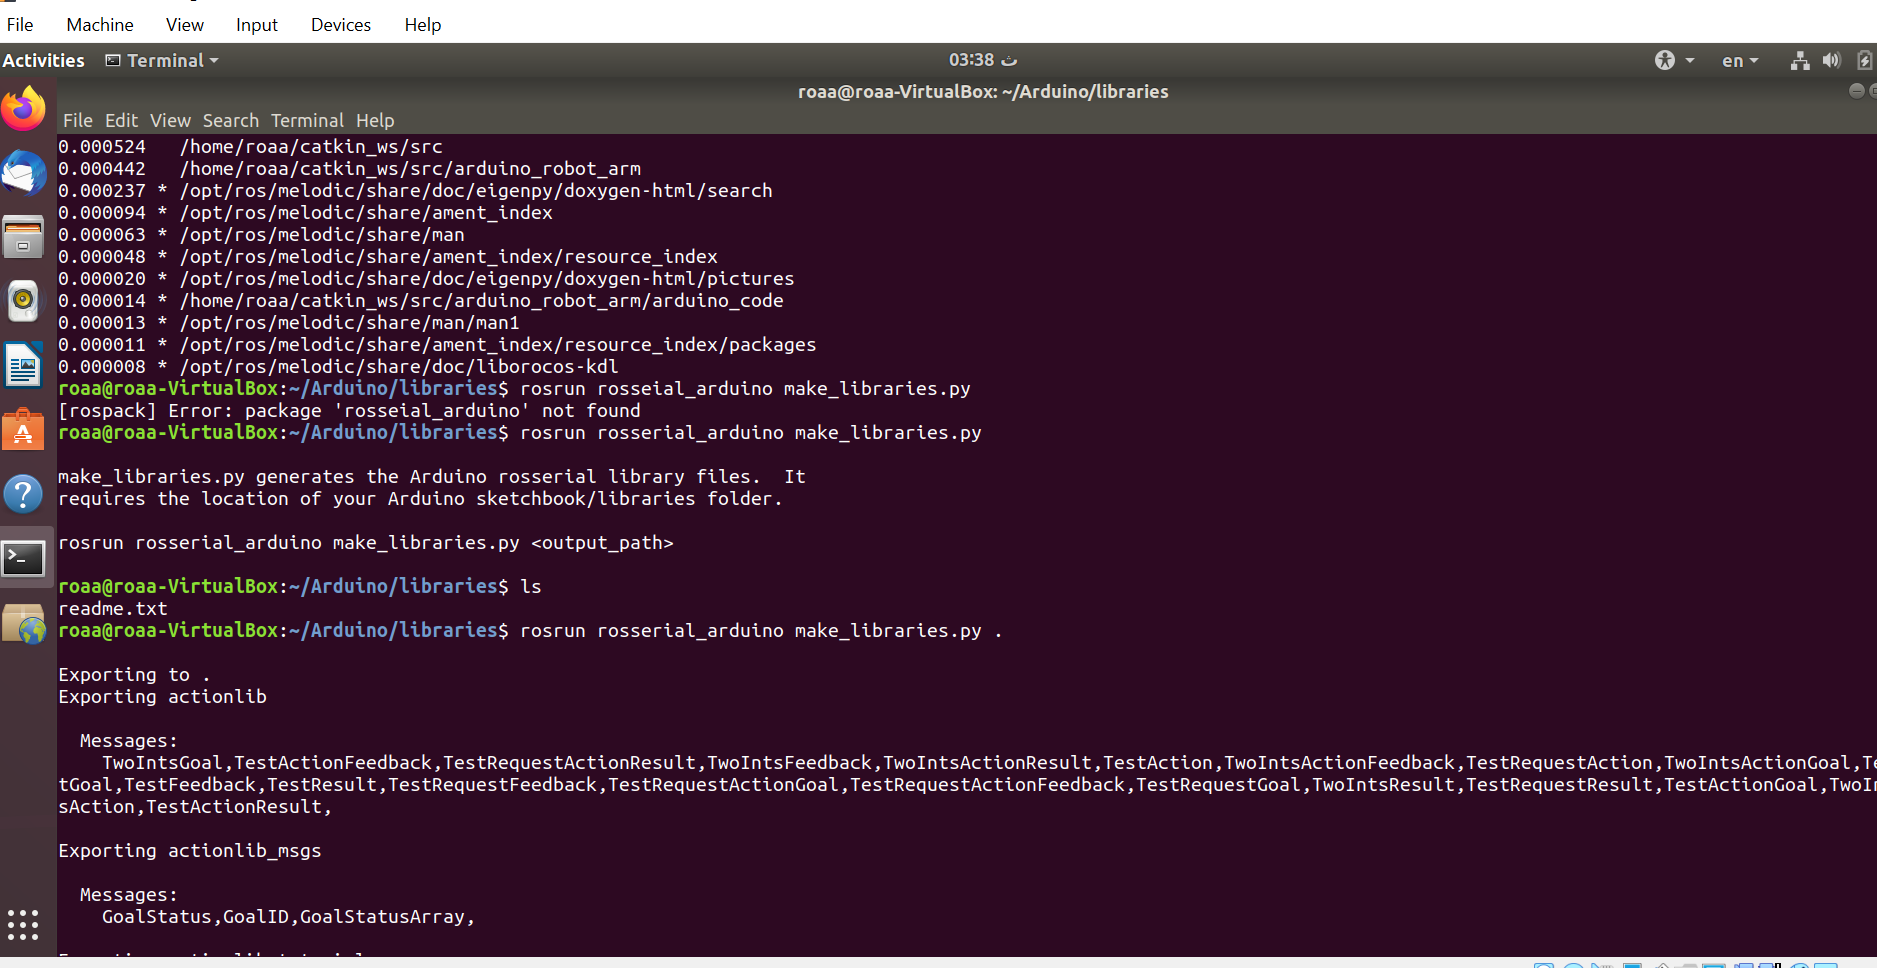 File Machine View Input Devices Help
Activities Terminal 03:38 ث en
roaa@roaa-VirtualBox: ~/Arduino/libraries
File Edit View Search Terminal Help
0.000524   /home/roaa/catkin_ws/src
0.000442   /home/roaa/catkin_ws/src/arduino_robot_arm
0.000237 * /opt/ros/melodic/share/doc/eigenpy/doxygen-html/search
0.000094 * /opt/ros/melodic/share/ament_index
0.000063 * /opt/ros/melodic/share/man
0.000048 * /opt/ros/melodic/share/ament_index/resource_index
0.000020 * /opt/ros/melodic/share/doc/eigenpy/doxygen-html/pictures
0.000014 * /home/roaa/catkin_ws/src/arduino_robot_arm/arduino_code
0.000013 * /opt/ros/melodic/share/man/man1
0.000011 * /opt/ros/melodic/share/ament_index/resource_index/packages
0.000008 * /opt/ros/melodic/share/doc/liborocos-kdl
roaa@roaa-VirtualBox:~/Arduino/libraries$ rosrun rosseial_arduino make_libraries.py
[rospack] Error: package 'rosseial_arduino' not found
roaa@roaa-VirtualBox:~/Arduino/libraries$ rosrun rosserial_arduino make_libraries.py
make_libraries.py generates the Arduino rosserial library files.  It
requires the location of your Arduino sketchbook/libraries folder.
rosrun rosserial_arduino make_libraries.py <output_path>
roaa@roaa-VirtualBox:~/Arduino/libraries$ ls
readme.txt
roaa@roaa-VirtualBox:~/Arduino/libraries$ rosrun rosserial_arduino make_libraries.py .
Exporting to .
Exporting actionlib
Messages:
TwoIntsGoal,TestActionFeedback,TestRequestActionResult,TwoIntsFeedback,TwoIntsActionResult,TestAction,TwoIntsActionFeedback,TestRequestAction,TwoIntsActionGoal,Te
tGoal,TestFeedback,TestResult,TestRequestFeedback,TestRequestActionGoal,TestRequestActionFeedback,TestRequestGoal,TwoIntsResult,TestRequestResult,TestActionGoal,TwoIn
sAction,TestActionResult,
Exporting actionlib_msgs
Messages:
GoalStatus,GoalID,GoalStatusArray,